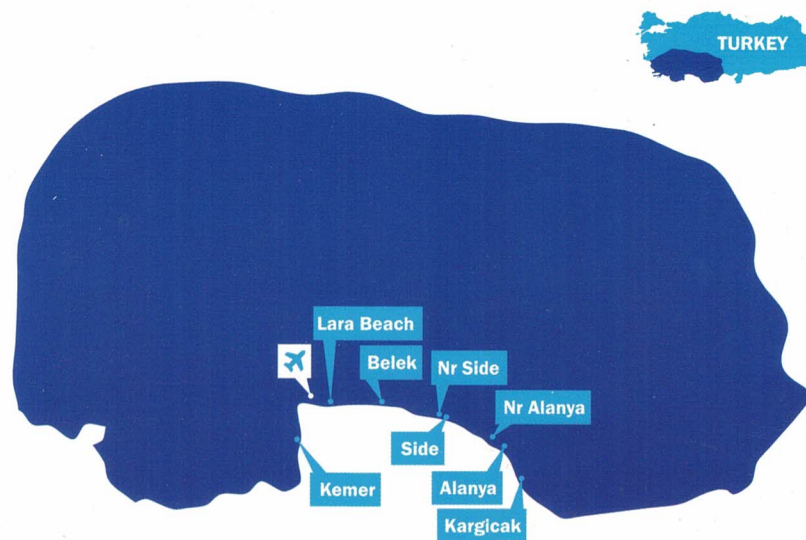 TURKEY
Lara Beach
Belek
Nr Side
Nr Alanya
Side
Kemer
Alanya
Kargicak